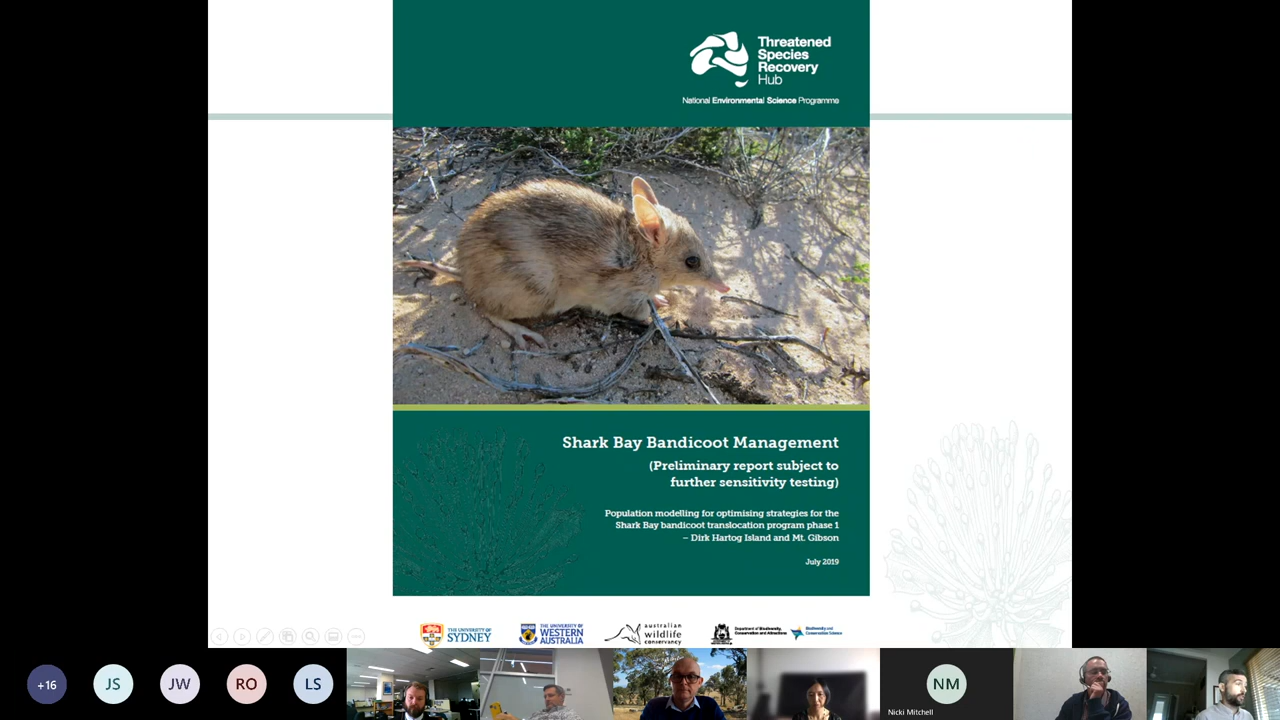 Threatened
Species
Recovery
Hub
National Environmental Science Programme
Shark Bay Bandicoot Management
(Preliminary report subject to
further sensitivity testing)
Population modelling for optimising strategies for the
Shark Bay bandicoot translocation program phase 1
– Dirk Hartog Island and Mt. Gibson
July 2019
THE UNIVERSITY OF
SYDNEY
THE UNIVERSITY OF
WESTERN
AUSTRALIA
australian
wildlife
conservancy
Department of Biodiversity,
Conservation and Attractions
Biodiversity and
Conservation Science
+16
JS
JW
RO
LS
NM
Nicki Mitchell